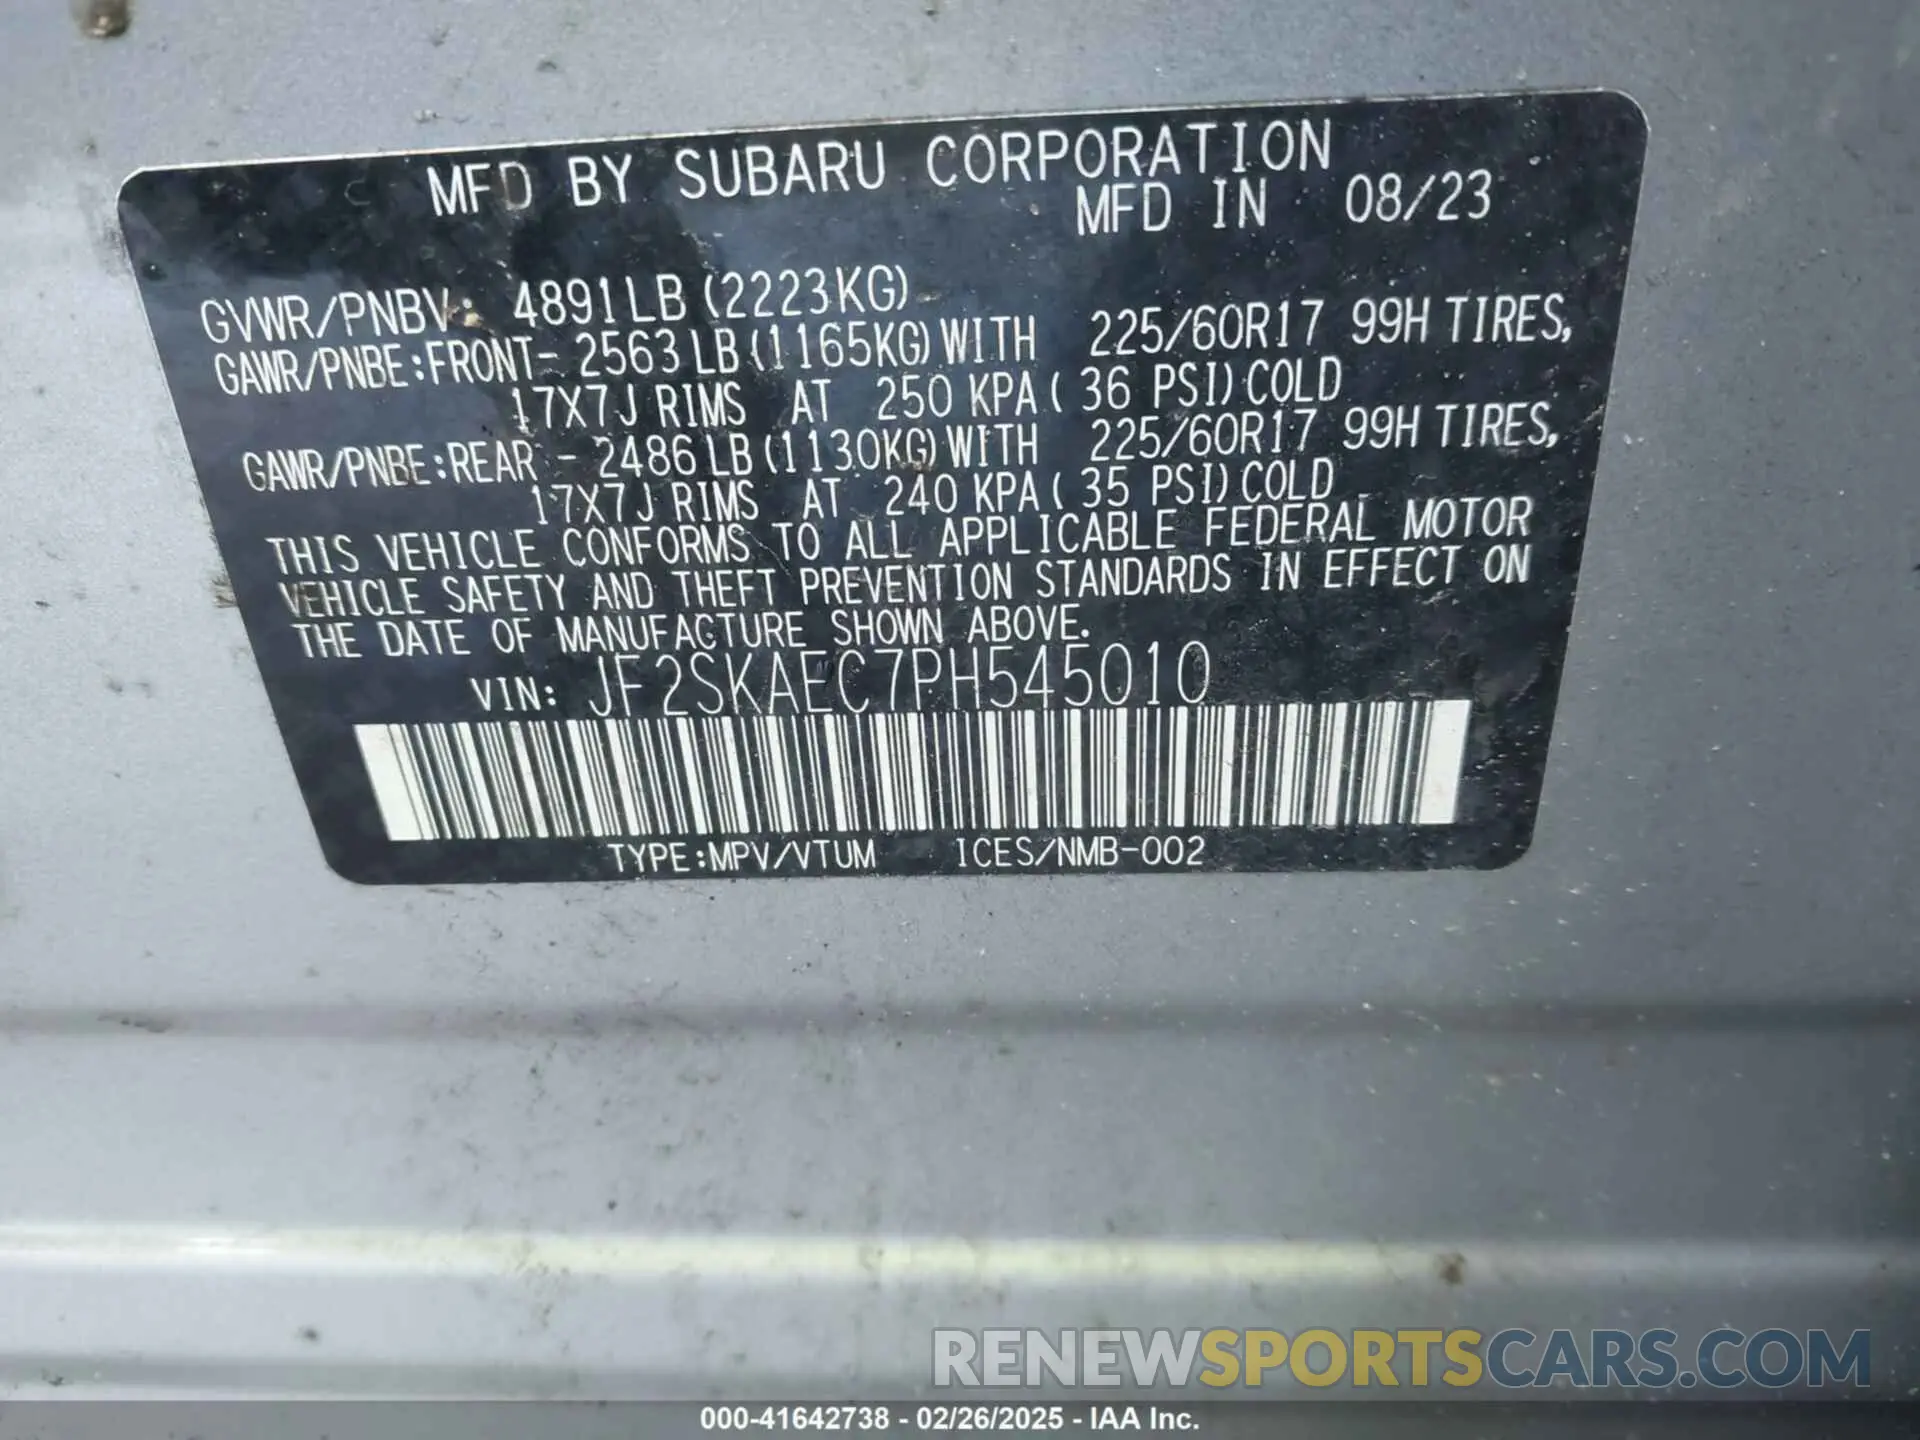 MFD BY SUBARU CORPORATION
MFD IN 08/23
GVWR/PNBV: 4891LB (2223KG)
GAWR/PNBE:FRONT- 2563LB(1165KG)WITH 225/60R17 99H TIRES,
17X7J RIMS AT 250 KPA( 36 PSI)COLD
GAWR/PNBE:REAR - 2486LB(1130KG)WITH 225/60R17 99H TIRES,
17X7J RIMS AT 240 KPA( 35 PSI)COLD
THIS VEHICLE CONFORMS TO ALL APPLICABLE FEDERAL MOTOR
VEHICLE SAFETY AND THEFT PREVENTION STANDARDS IN EFFECT ON
THE DATE OF MANUFACTURE SHOWN ABOVE.
VIN: JF2SKAEC7PH545010
TYPE:MPV/VTUM ICES/NMB-002
RENEWSPORTSCARS.COM
000-41642738 - 02/26/2025 - IAA Inc.